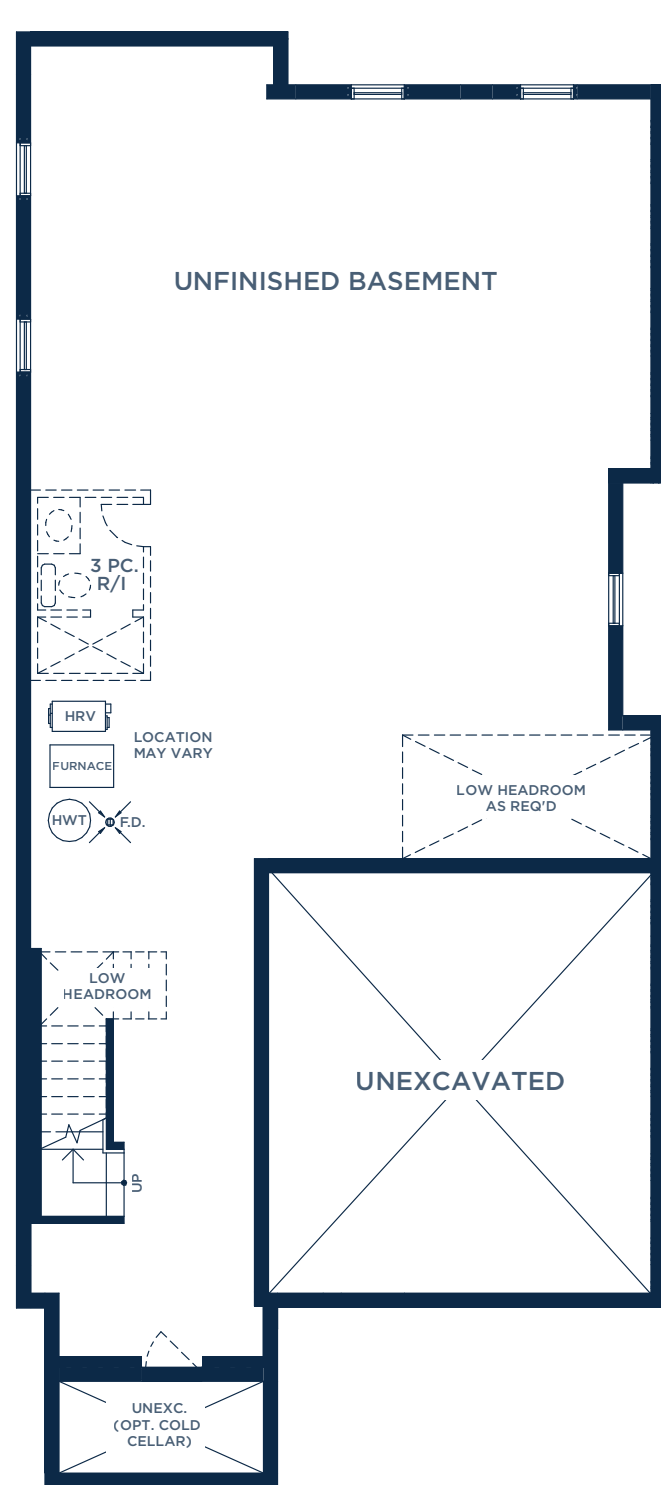 UNFINISHED BASEMENT
3 PC.
R/I
HRV
LOCATION
MAY VARY
FURNACE
HWT
F.D.
LOW HEADROOM
AS REQ'D
LOW
HEADROOM
UNEXCAVATED
UP
UNEXC.
(OPT. COLD
CELLAR)